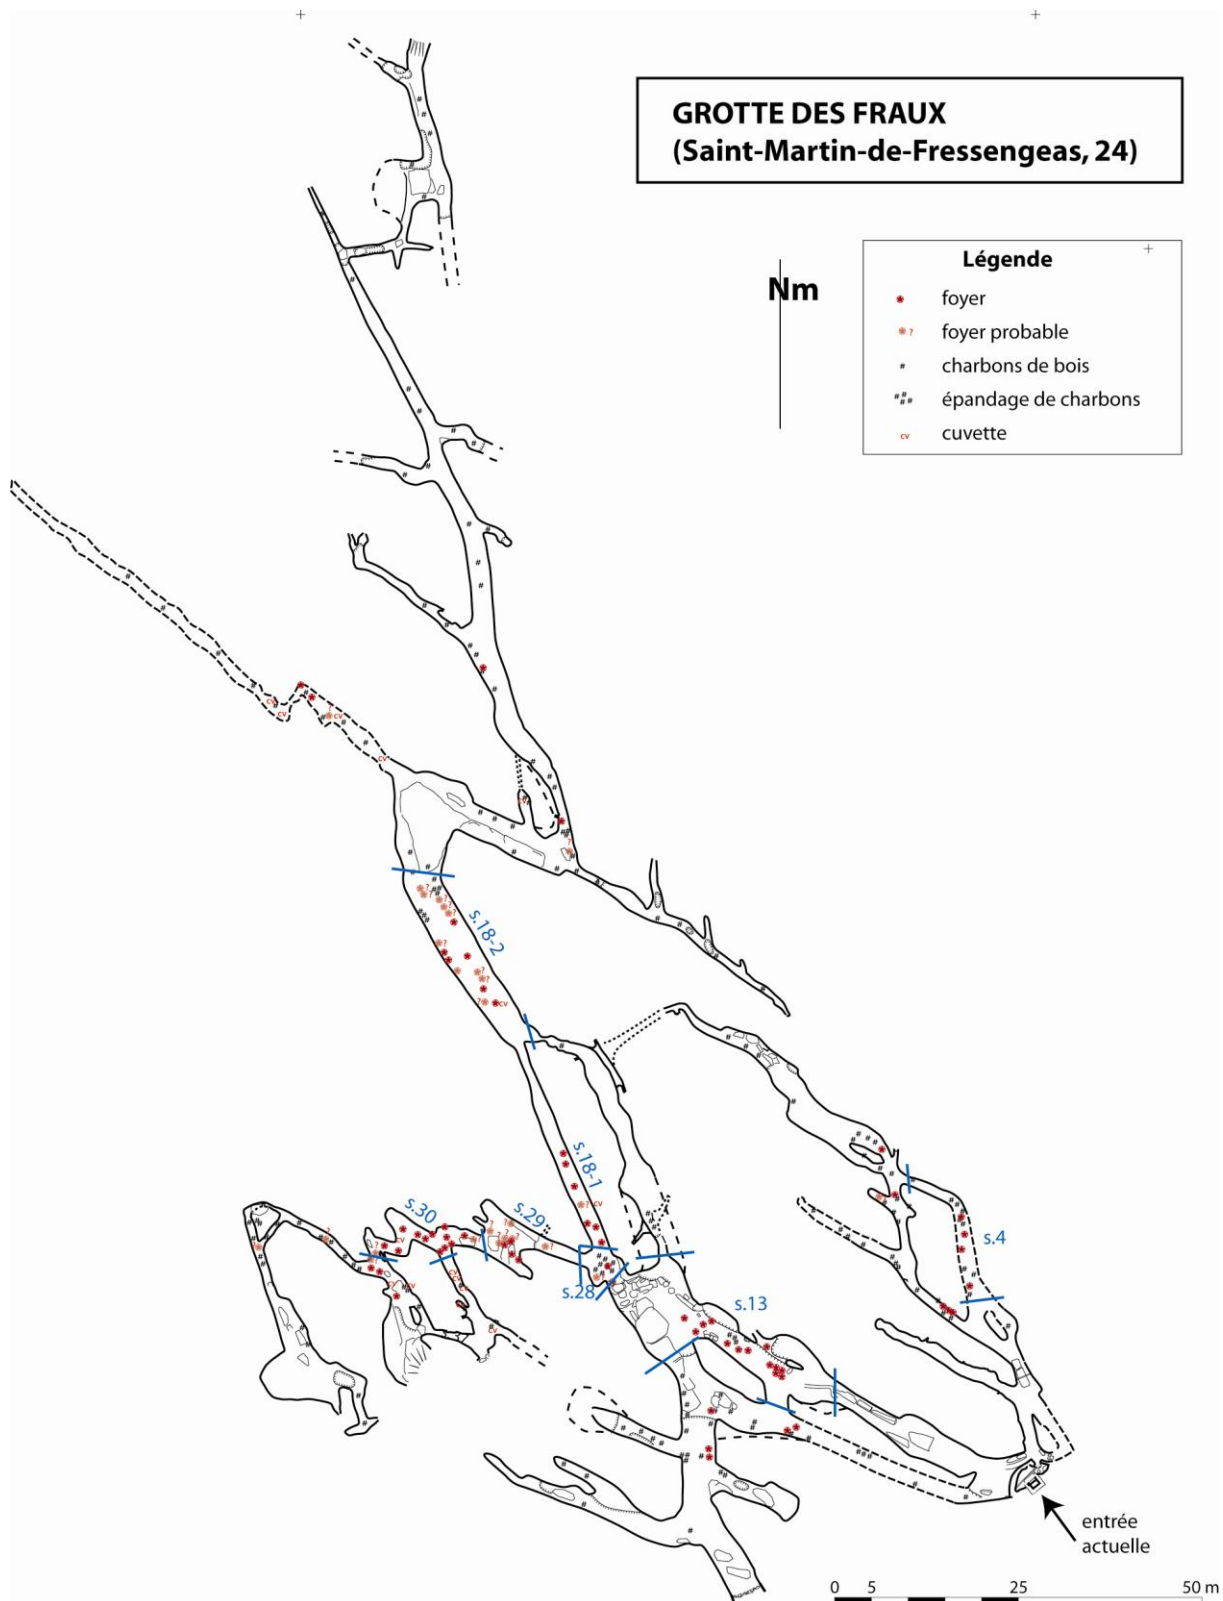 GROTTE DES FRAUX
(Saint-Martin-de-Fressengeas, 24)
Nm
Légende
foyer
? foyer probable
# charbons de bois
épandage de charbons
cv cuvette
s.18-2
s.18-1
s.30
s.29
s.28
s.13
s.4
entrée
actuelle
0 5 25 50 m